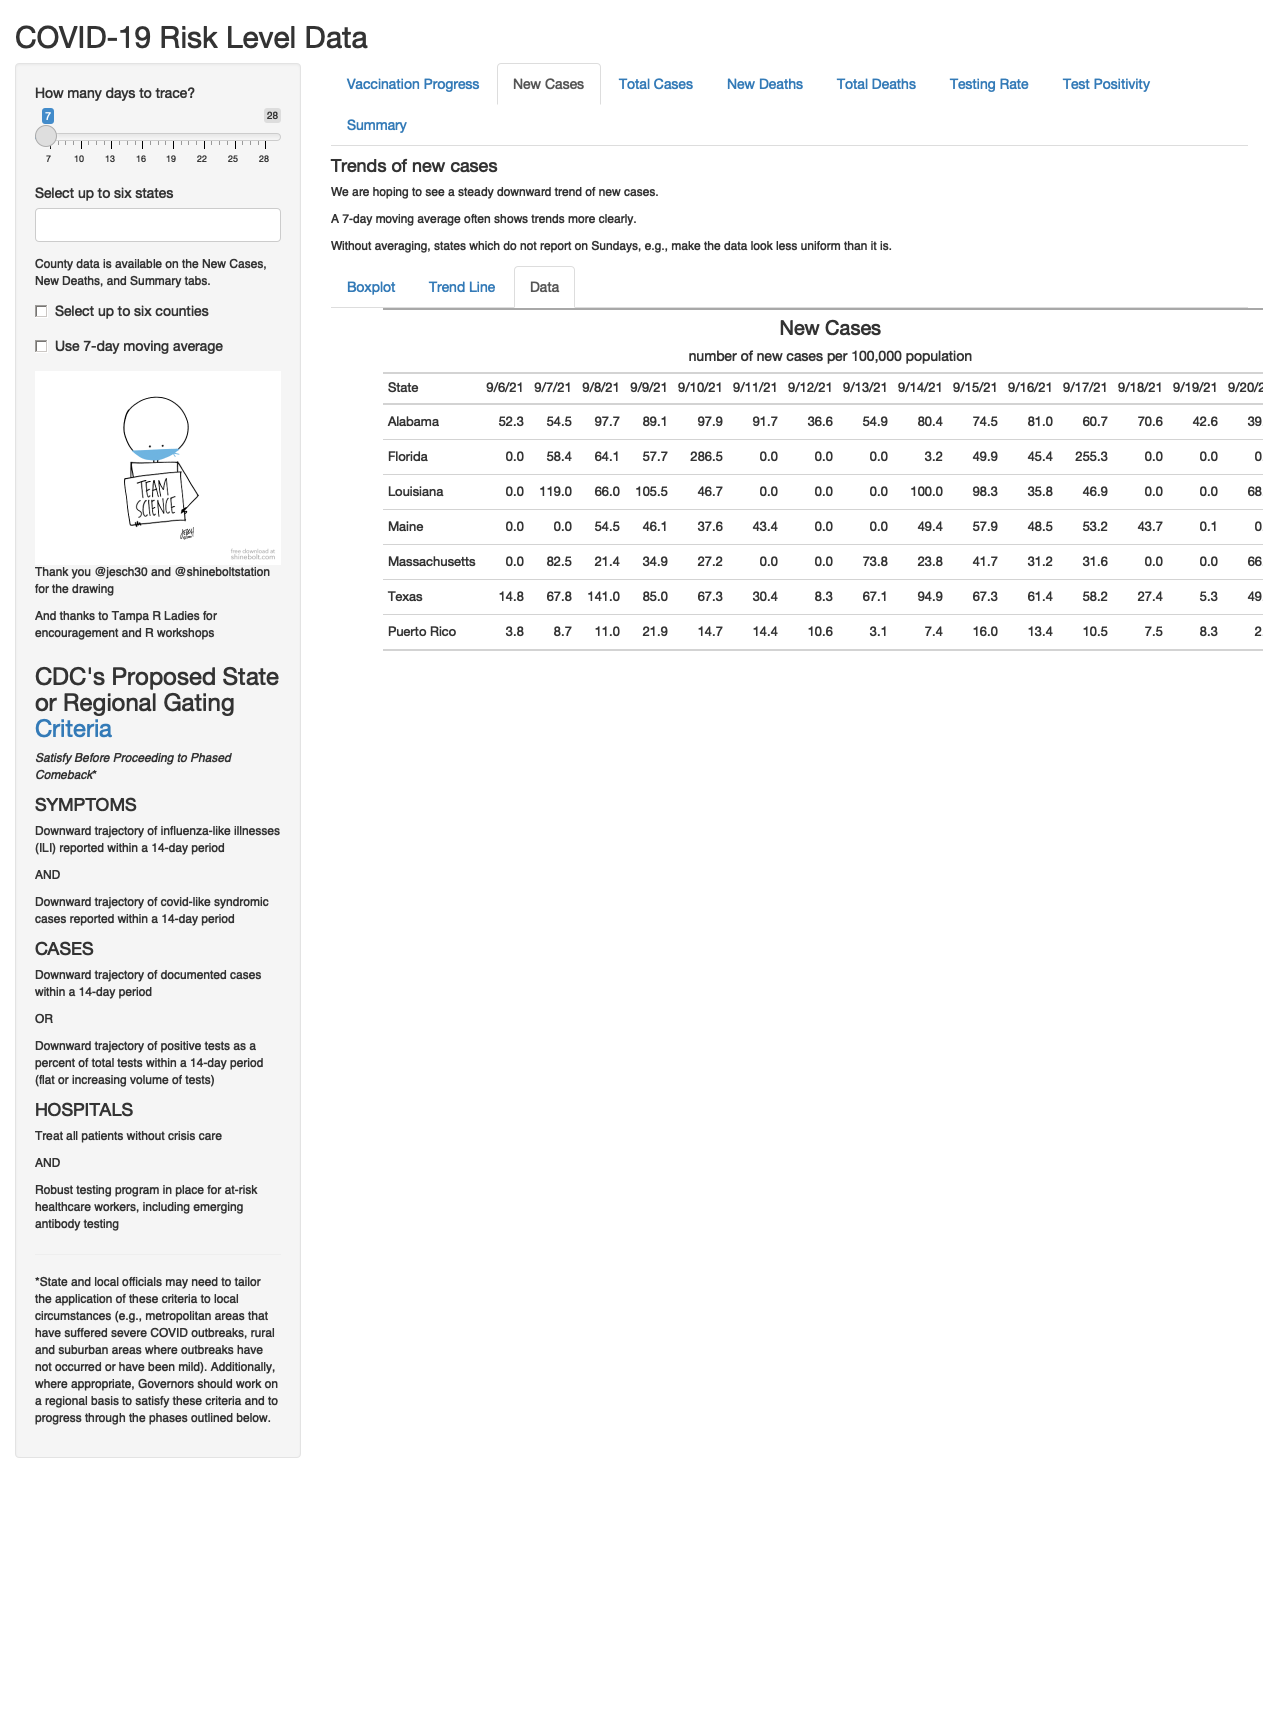 COVID-19 Risk Level Data
How many days to trace?
7 28
7 10 13 16 19 22 25 28
Select up to six states
County data is available on the New Cases,
New Deaths, and Summary tabs.
Select up to six counties
Use 7-day moving average
TEAM
SCIENCE
free download at
shinebolt.com
Thank you @jesch30 and @shineboltstation
for the drawing
And thanks to Tampa R Ladies for
encouragement and R workshops
CDC's Proposed State
or Regional Gating
Criteria
Satisfy Before Proceeding to Phased
Comeback*
SYMPTOMS
Downward trajectory of influenza-like illnesses
(ILI) reported within a 14-day period
AND
Downward trajectory of covid-like syndromic
cases reported within a 14-day period
CASES
Downward trajectory of documented cases
within a 14-day period
OR
Downward trajectory of positive tests as a
percent of total tests within a 14-day period
(flat or increasing volume of tests)
HOSPITALS
Treat all patients without crisis care
AND
Robust testing program in place for at-risk
healthcare workers, including emerging
antibody testing
*State and local officials may need to tailor
the application of these criteria to local
circumstances (e.g., metropolitan areas that
have suffered severe COVID outbreaks, rural
and suburban areas where outbreaks have
not occurred or have been mild). Additionally,
where appropriate, Governors should work on
a regional basis to satisfy these criteria and to
progress through the phases outlined below.
Vaccination Progress New Cases Total Cases New Deaths Total Deaths Testing Rate Test Positivity
Summary
Trends of new cases
We are hoping to see a steady downward trend of new cases.
A 7-day moving average often shows trends more clearly.
Without averaging, states which do not report on Sundays, e.g., make the data look less uniform than it is.
Boxplot Trend Line Data
New Cases
number of new cases per 100,000 population
State 9/6/21 9/7/21 9/8/21 9/9/21 9/10/21 9/11/21 9/12/21 9/13/21 9/14/21 9/15/21 9/16/21 9/17/21 9/18/21 9/19/21 9/20/2
Alabama 52.3 54.5 97.7 89.1 97.9 91.7 36.6 54.9 80.4 74.5 81.0 60.7 70.6 42.6 39
Florida 0.0 58.4 64.1 57.7 286.5 0.0 0.0 0.0 3.2 49.9 45.4 255.3 0.0 0.0 0
Louisiana 0.0 119.0 66.0 105.5 46.7 0.0 0.0 0.0 100.0 98.3 35.8 46.9 0.0 0.0 68
Maine 0.0 0.0 54.5 46.1 37.6 43.4 0.0 0.0 49.4 57.9 48.5 53.2 43.7 0.1 0
Massachusetts 0.0 82.5 21.4 34.9 27.2 0.0 0.0 73.8 23.8 41.7 31.2 31.6 0.0 0.0 66
Texas 14.8 67.8 141.0 85.0 67.3 30.4 8.3 67.1 94.9 67.3 61.4 58.2 27.4 5.3 49
Puerto Rico 3.8 8.7 11.0 21.9 14.7 14.4 10.6 3.1 7.4 16.0 13.4 10.5 7.5 8.3 2